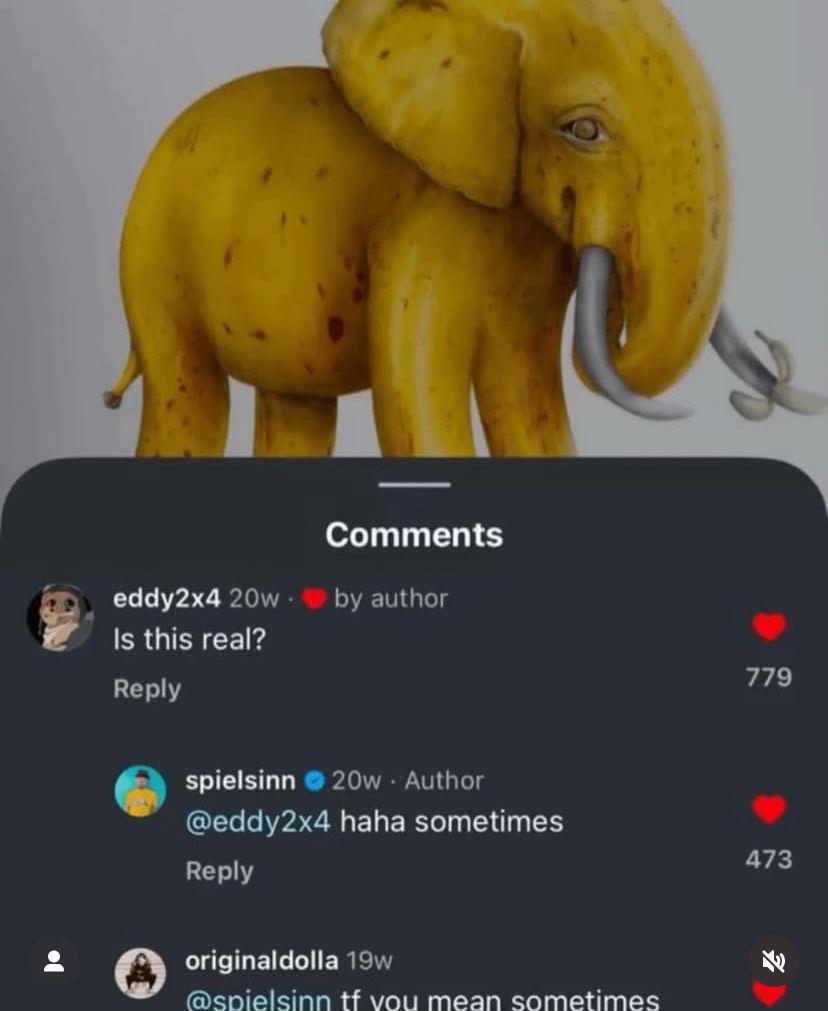 Comments
eddy2x4 20w · ❤️ by author
Is this real?
779
Reply
spielsinn 20w · Author
@eddy2x4 haha sometimes
473
Reply
originaldolla 19w
@spielsinn tf you mean sometimes